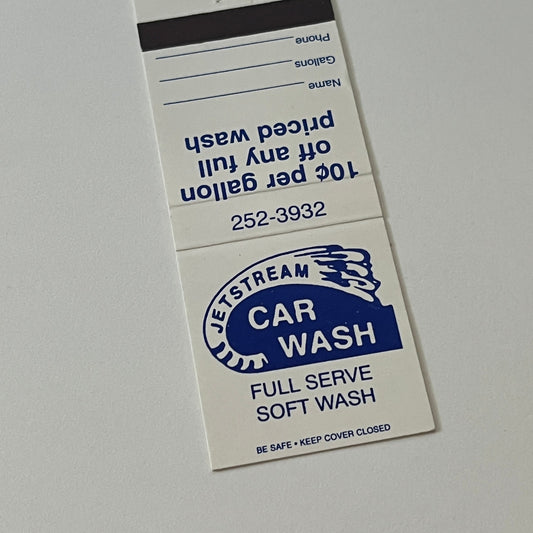 Phone
Gallons
Name
10¢ per gallon
off any full
priced wash
252-3932
JETSTREAM
CAR
WASH
FULL SERVE
SOFT WASH
BE SAFE • KEEP COVER CLOSED